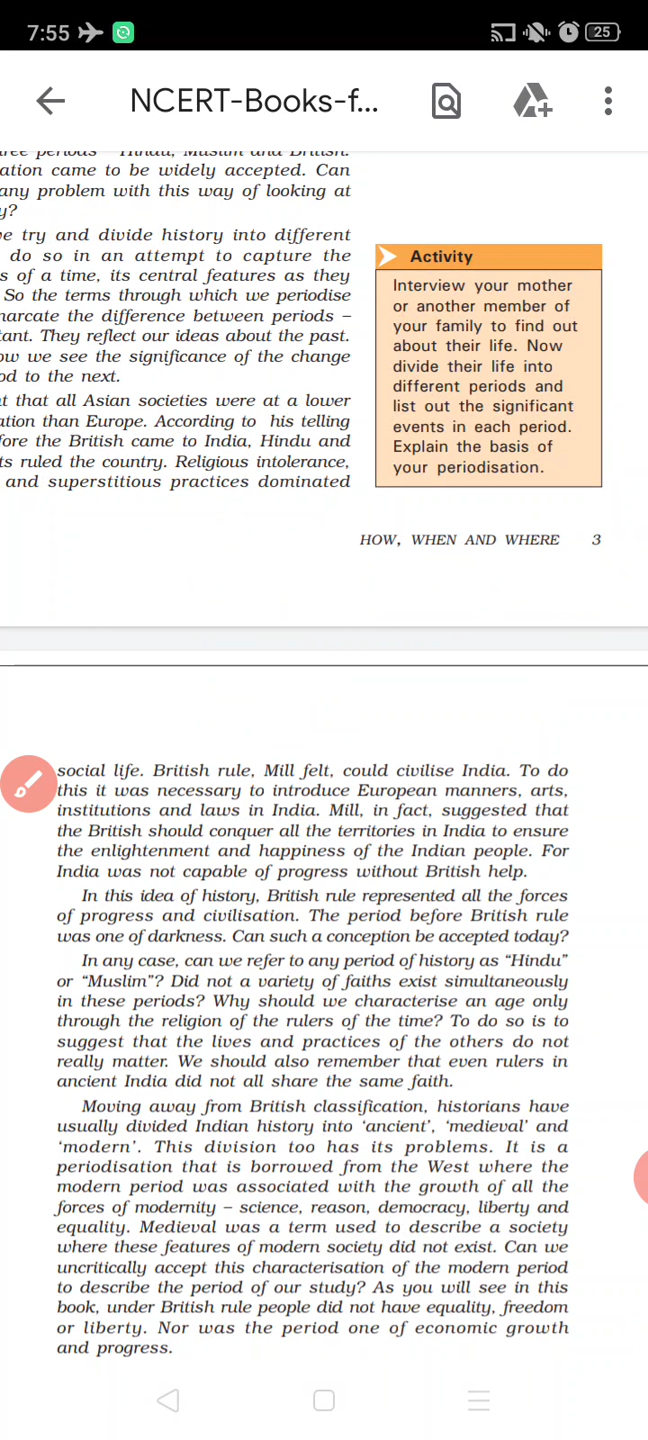 7:55
25
NCERT-Books-f...
three periods – Hindu, Muslim and British.
ation came to be widely accepted. Can
any problem with this way of looking at
y?
e try and divide history into different
do so in an attempt to capture the
s of a time, its central features as they
So the terms through which we periodise
marcate the difference between periods –
tant. They reflect our ideas about the past.
ow we see the significance of the change
od to the next.
t that all Asian societies were at a lower
ation than Europe. According to his telling
fore the British came to India, Hindu and
ts ruled the country. Religious intolerance,
and superstitious practices dominated
Activity
Interview your mother
or another member of
your family to find out
about their life. Now
divide their life into
different periods and
list out the significant
events in each period.
Explain the basis of
your periodisation.
HOW, WHEN AND WHERE 3
social life. British rule, Mill felt, could civilise India. To do
this it was necessary to introduce European manners, arts,
institutions and laws in India. Mill, in fact, suggested that
the British should conquer all the territories in India to ensure
the enlightenment and happiness of the Indian people. For
India was not capable of progress without British help.
In this idea of history, British rule represented all the forces
of progress and civilisation. The period before British rule
was one of darkness. Can such a conception be accepted today?
In any case, can we refer to any period of history as “Hindu”
or “Muslim”? Did not a variety of faiths exist simultaneously
in these periods? Why should we characterise an age only
through the religion of the rulers of the time? To do so is to
suggest that the lives and practices of the others do not
really matter. We should also remember that even rulers in
ancient India did not all share the same faith.
Moving away from British classification, historians have
usually divided Indian history into ‘ancient’, ‘medieval’ and
‘modern’. This division too has its problems. It is a
periodisation that is borrowed from the West where the
modern period was associated with the growth of all the
forces of modernity – science, reason, democracy, liberty and
equality. Medieval was a term used to describe a society
where these features of modern society did not exist. Can we
uncritically accept this characterisation of the modern period
to describe the period of our study? As you will see in this
book, under British rule people did not have equality, freedom
or liberty. Nor was the period one of economic growth
and progress.